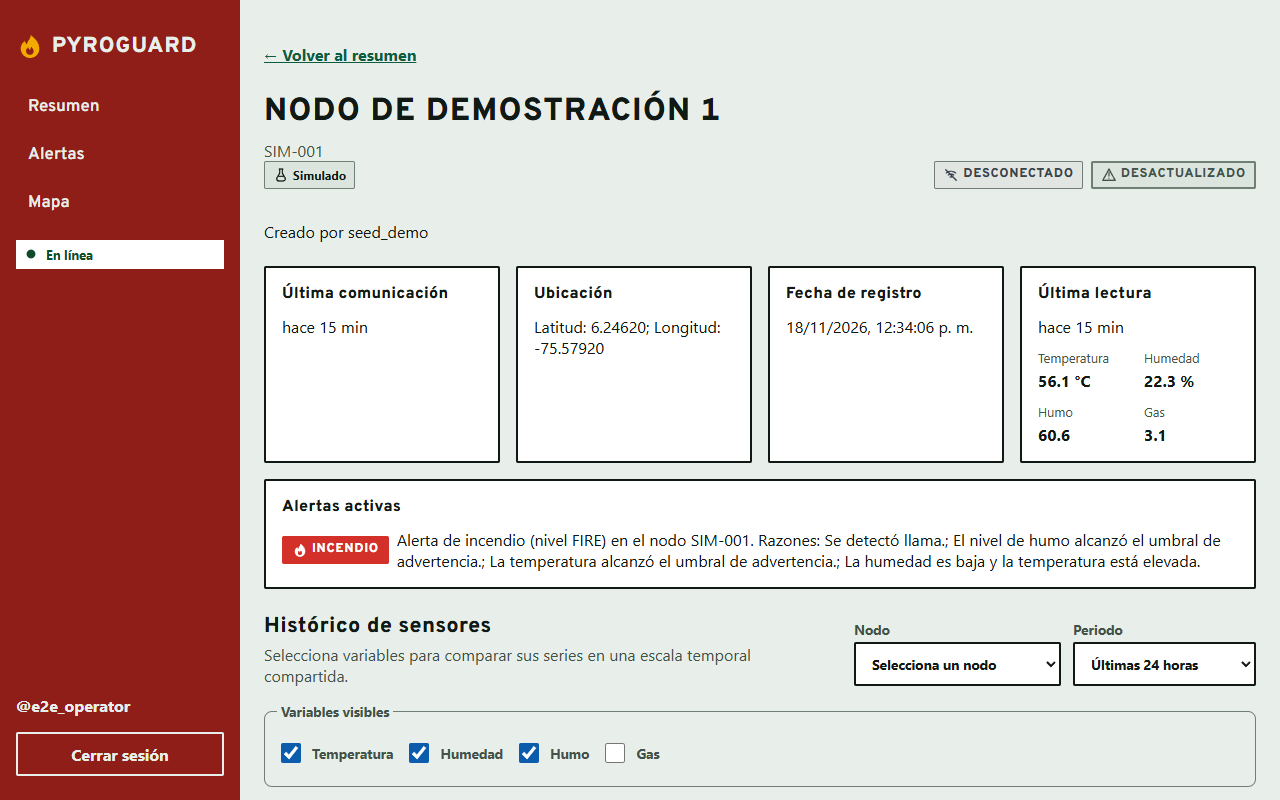 PYROGUARD
Resumen
Alertas
Mapa
En línea
@e2e_operator
Cerrar sesión
← Volver al resumen
NODO DE DEMOSTRACIÓN 1
SIM-001
Simulado
DESCONECTADO
DESACTUALIZADO
Creado por seed_demo
Última comunicación
hace 15 min
Ubicación
Latitud: 6.24620; Longitud:
-75.57920
Fecha de registro
18/11/2026, 12:34:06 p. m.
Última lectura
hace 15 min
Temperatura
56.1 °C
Humedad
22.3 %
Humo
60.6
Gas
3.1
Alertas activas
INCENDIO
Alerta de incendio (nivel FIRE) en el nodo SIM-001. Razones: Se detectó llama.; El nivel de humo alcanzó el umbral de
advertencia.; La temperatura alcanzó el umbral de advertencia.; La humedad es baja y la temperatura está elevada.
Histórico de sensores
Selecciona variables para comparar sus series en una escala temporal
compartida.
Nodo
Selecciona un nodo
Periodo
Últimas 24 horas
Variables visibles
Temperatura
Humedad
Humo
Gas